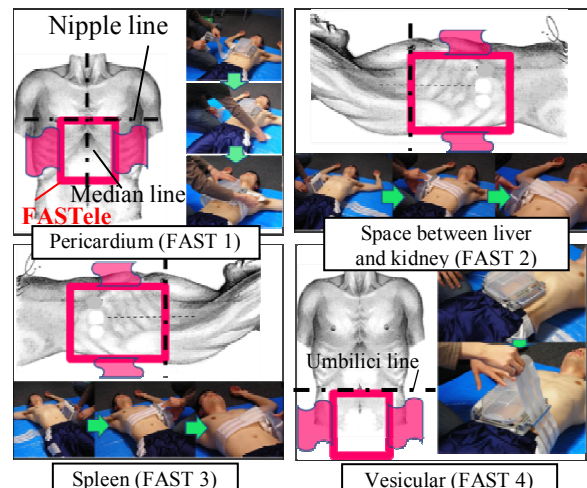 Nipple line
Median line
FASTele
Pericardium (FAST 1)
Space between liver
and kidney (FAST 2)
Spleen (FAST 3)
Umbilici line
Vesicular (FAST 4)